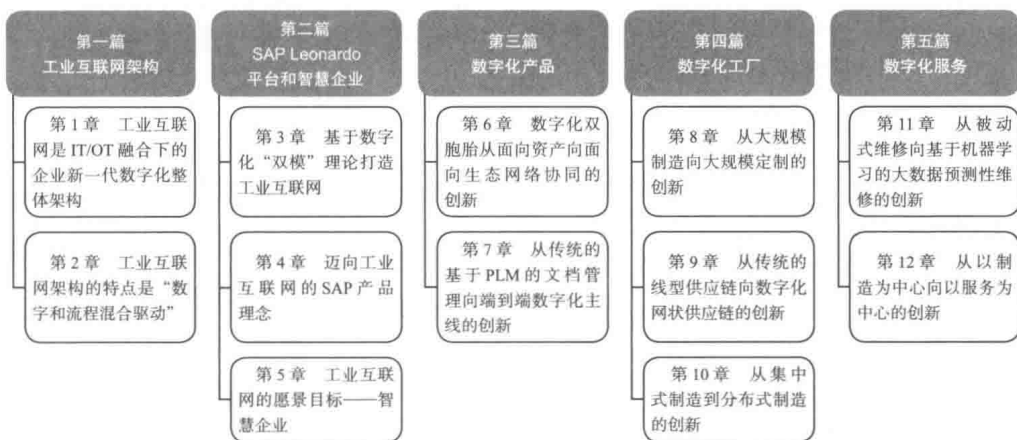 第一篇
工业互联网架构
第1章 工业互联
网是IT/OT融合下的
企业新一代数字化整
体架构
第2章 工业互联
网架构的特点是“数
字和流程混合驱动”
第二篇
SAP Leonardo
平台和智慧企业
第3章 基于数字
化“双模”理论打造
工业互联网
第4章 迈向工业
互联网的SAP产品
理念
第5章 工业互联
网的愿景目标——智
慧企业
第三篇
数字化产品
第6章 数字化双
胞胎从面向资产向面
向生态网络协同的
创新
第7章 从传统的
基于PLM的文档管
理向端到端数字化主
线的创新
第四篇
数字化工厂
第8章 从大规模
制造向大规模定制的
创新
第9章 从传统的
线型供应链向数字化
网状供应链的创新
第10章 从集中
式制造到分布式制造
的创新
第五篇
数字化服务
第11章 从被动
式维修向基于机器学
习的大数据预测性维
修的创新
第12章 从以制
造为中心向以服务为
中心的创新